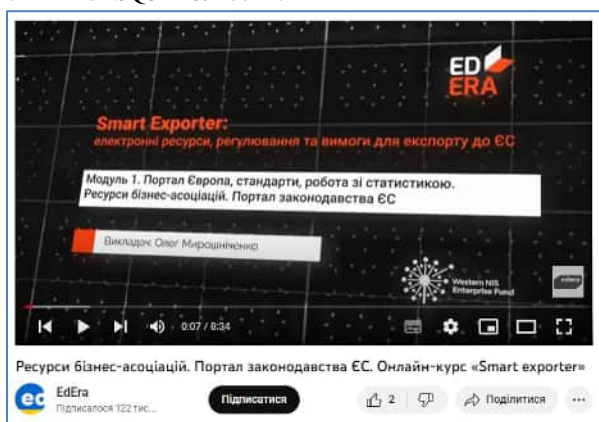 ED
ERA
Smart Exporter:
електронні ресурси, регулювання та вимоги для експорту до ЄС
Модуль 1. Портал Європа, стандарти, робота зі статистикою.
Ресурси бізнес-асоціацій. Портал законодавства ЄС
Викладач: Олег Мирошніченко
Western NIS
Enterprise Fund
0:07 / 8:34
Ресурси бізнес-асоціацій. Портал законодавства ЄС. Онлайн-курс «Smart exporter»
ed
EdEra
Підписалося 122 тис...
Підписатися
2
Поділитися